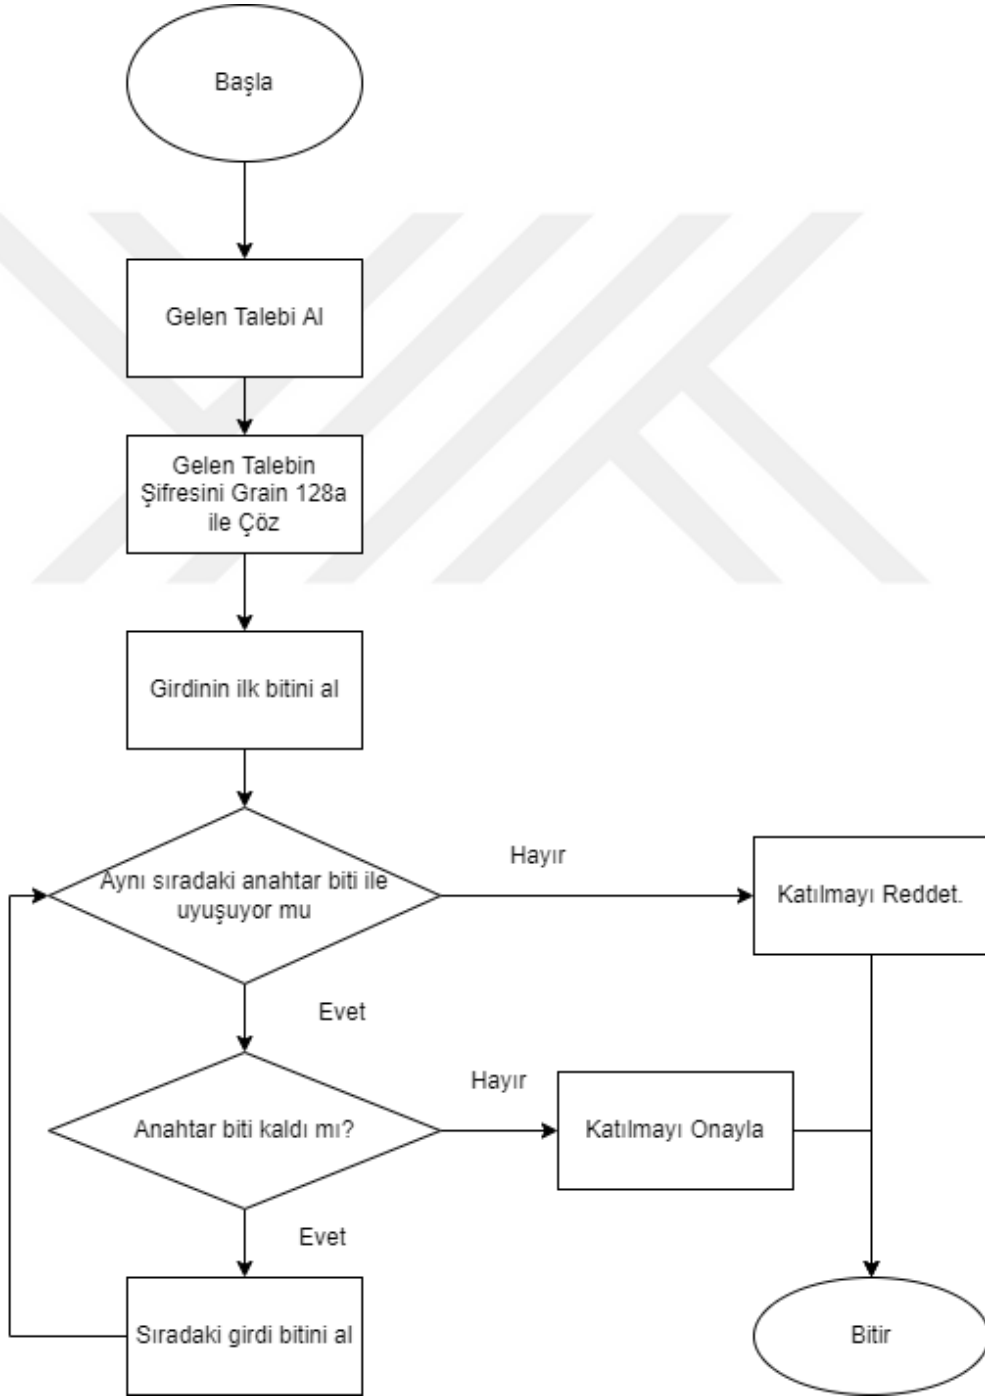 Başla
Gelen Talebi Al
Gelen Talebin
Şifresini Grain 128a
ile Çöz
Girdinin ilk bitini al
Aynı sıradaki anahtar biti ile
uyuşuyor mu
Hayır
Katılmayı Reddet.
Evet
Anahtar biti kaldı mı?
Hayır
Katılmayı Onayla
Evet
Sıradaki girdi bitini al
Bitir